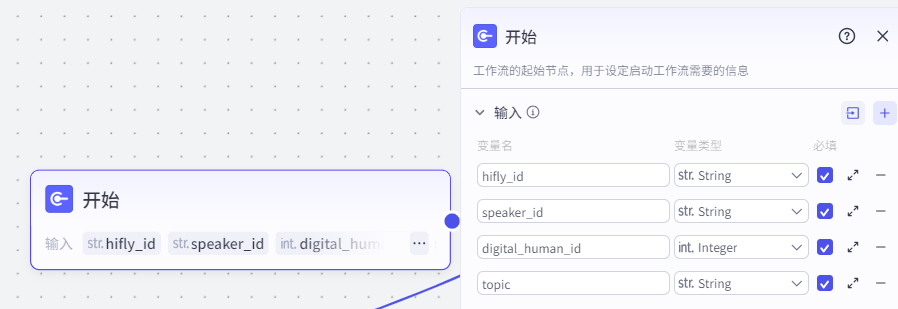 开始
输入 str. hifly_id str. speaker_id int. digital_hum ···
开始
工作流的起始节点，用于设定启动工作流需要的信息
输入
变量名 变量类型 必填
hifly_id str. String
speaker_id str. String
digital_human_id int. Integer
topic str. String